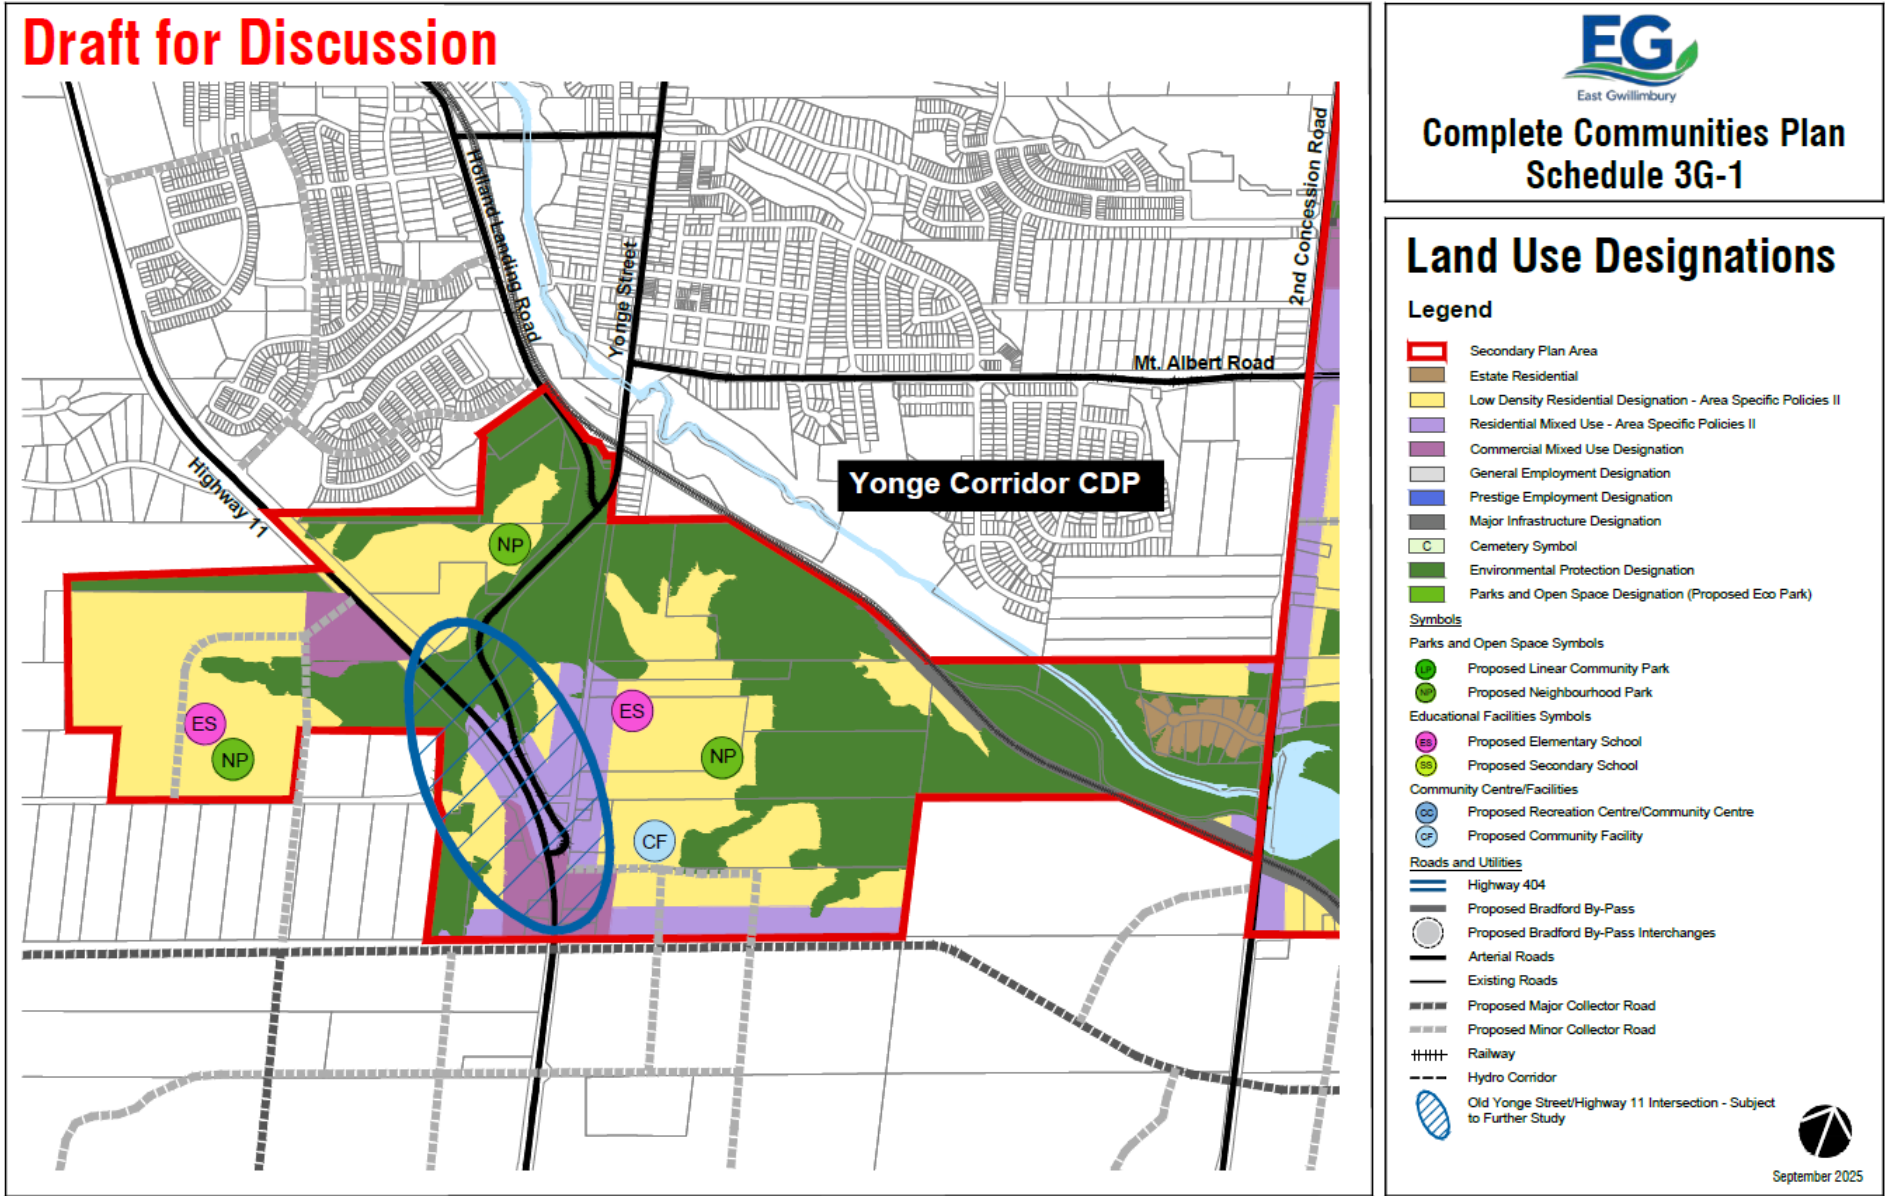 Draft for Discussion
Holland Landing Road
Yonge Street
2nd Concession Road
Mt. Albert Road
Highway 11
Yonge Corridor CDP
NP
ES
NP
ES
NP
CF
EG
East Gwillimbury
Complete Communities Plan
Schedule 3G-1
Land Use Designations
Legend
Secondary Plan Area
Estate Residential
Low Density Residential Designation - Area Specific Policies II
Residential Mixed Use - Area Specific Policies II
Commercial Mixed Use Designation
General Employment Designation
Prestige Employment Designation
Major Infrastructure Designation
C Cemetery Symbol
Environmental Protection Designation
Parks and Open Space Designation (Proposed Eco Park)
Symbols
Parks and Open Space Symbols
LP Proposed Linear Community Park
NP Proposed Neighbourhood Park
Educational Facilities Symbols
ES Proposed Elementary School
SS Proposed Secondary School
Community Centre/Facilities
CC Proposed Recreation Centre/Community Centre
CF Proposed Community Facility
Roads and Utilities
Highway 404
Proposed Bradford By-Pass
Proposed Bradford By-Pass Interchanges
Arterial Roads
Existing Roads
Proposed Major Collector Road
Proposed Minor Collector Road
Railway
Hydro Corridor
Old Yonge Street/Highway 11 Intersection - Subject
to Further Study
September 2025